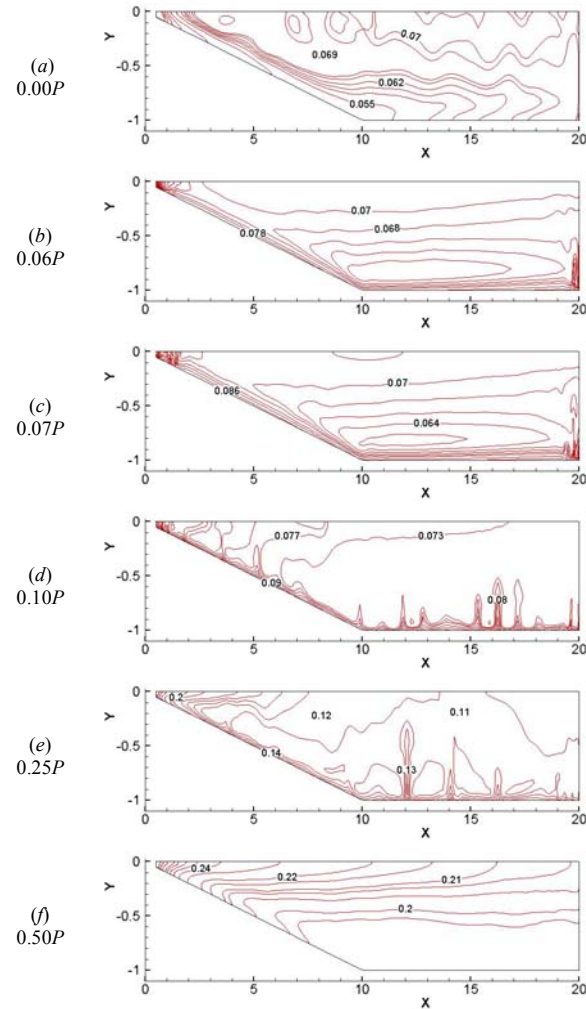 (a)
0.00P
0
-0.5
-1
Y
0.07
0.069
0.062
0.055
0 5 10 15 20
X
(b)
0.06P
0
-0.5
-1
Y
0.07
0.068
0.078
0 5 10 15 20
X
(c)
0.07P
0
-0.5
-1
Y
0.07
0.086
0.064
0 5 10 15 20
X
(d)
0.10P
0
-0.5
-1
Y
0.077
0.073
0.09
0.08
0 5 10 15 20
X
(e)
0.25P
0
-0.5
-1
Y
0.2
0.12
0.11
0.14
0.13
0 5 10 15 20
X
(f)
0.50P
0
-0.5
-1
Y
0.24
0.22
0.21
0.2
0 5 10 15 20
X